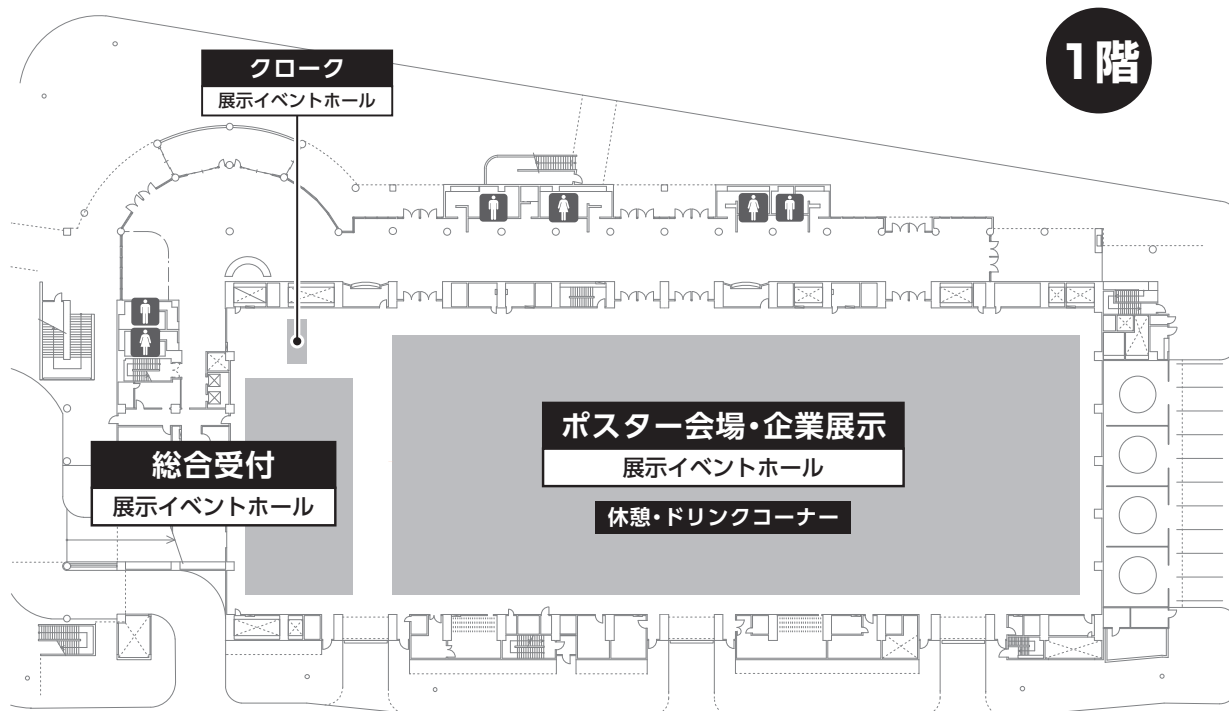 1階
クローク
展示イベントホール
総合受付
展示イベントホール
ポスター会場・企業展示
展示イベントホール
休憩・ドリンクコーナー